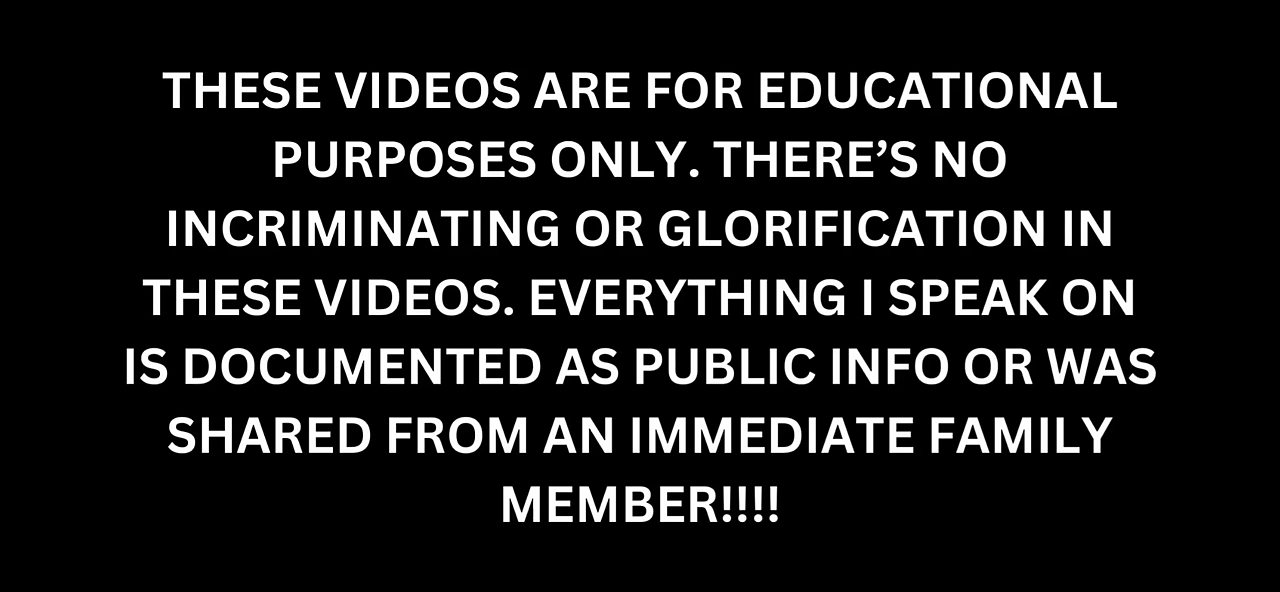 THESE VIDEOS ARE FOR EDUCATIONAL
PURPOSES ONLY. THERE’S NO
INCRIMINATING OR GLORIFICATION IN
THESE VIDEOS. EVERYTHING I SPEAK ON
IS DOCUMENTED AS PUBLIC INFO OR WAS
SHARED FROM AN IMMEDIATE FAMILY
MEMBER!!!!